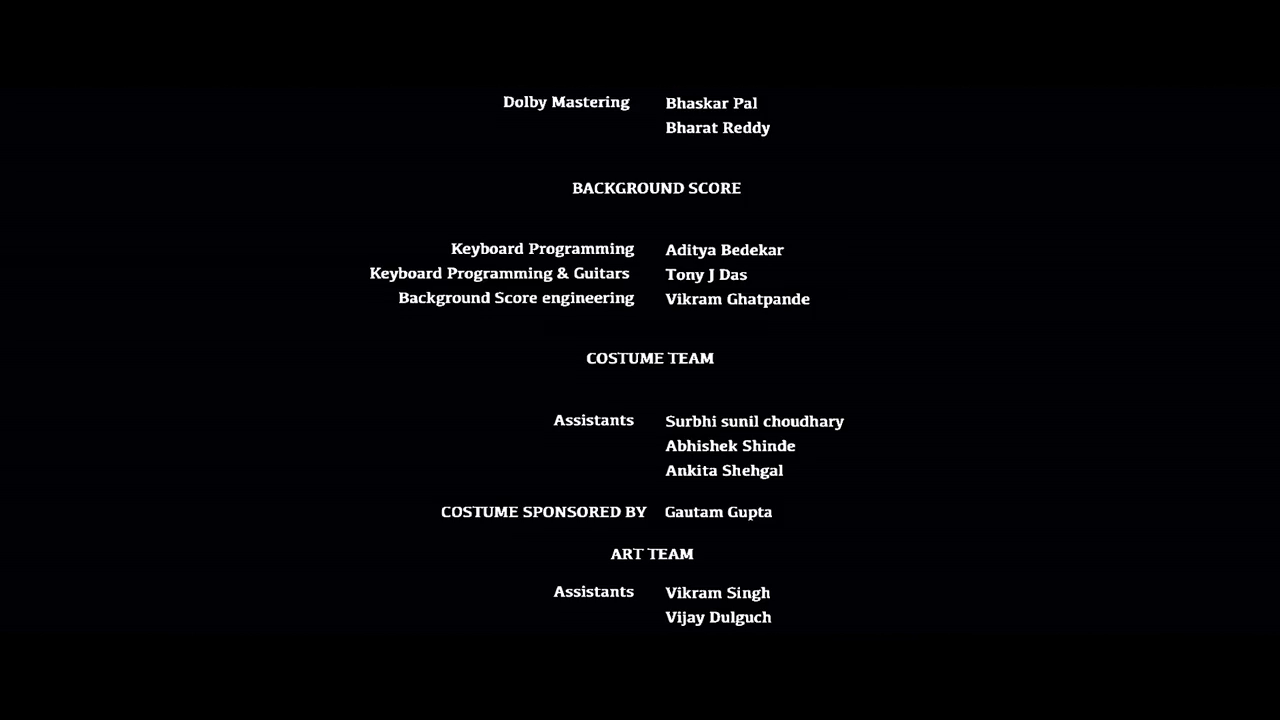 Dolby Mastering Bhaskar Pal
Bharat Reddy
BACKGROUND SCORE
Keyboard Programming Aditya Bedekar
Keyboard Programming & Guitars Tony J Das
Background Score engineering Vikram Ghatpande
COSTUME TEAM
Assistants Surbhi sunil choudhary
Abhishek Shinde
Ankita Shehgal
COSTUME SPONSORED BY Gautam Gupta
ART TEAM
Assistants Vikram Singh
Vijay Dulguch